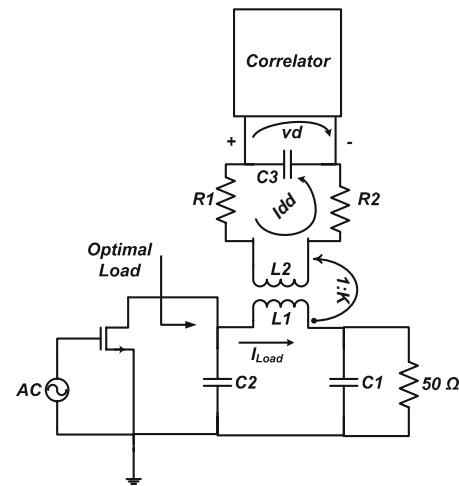 Correlator
+ vd -
C3
R1 Idd R2
Optimal
Load
L2
1:K
L1
ILoad
AC C2 C1 50 Ω